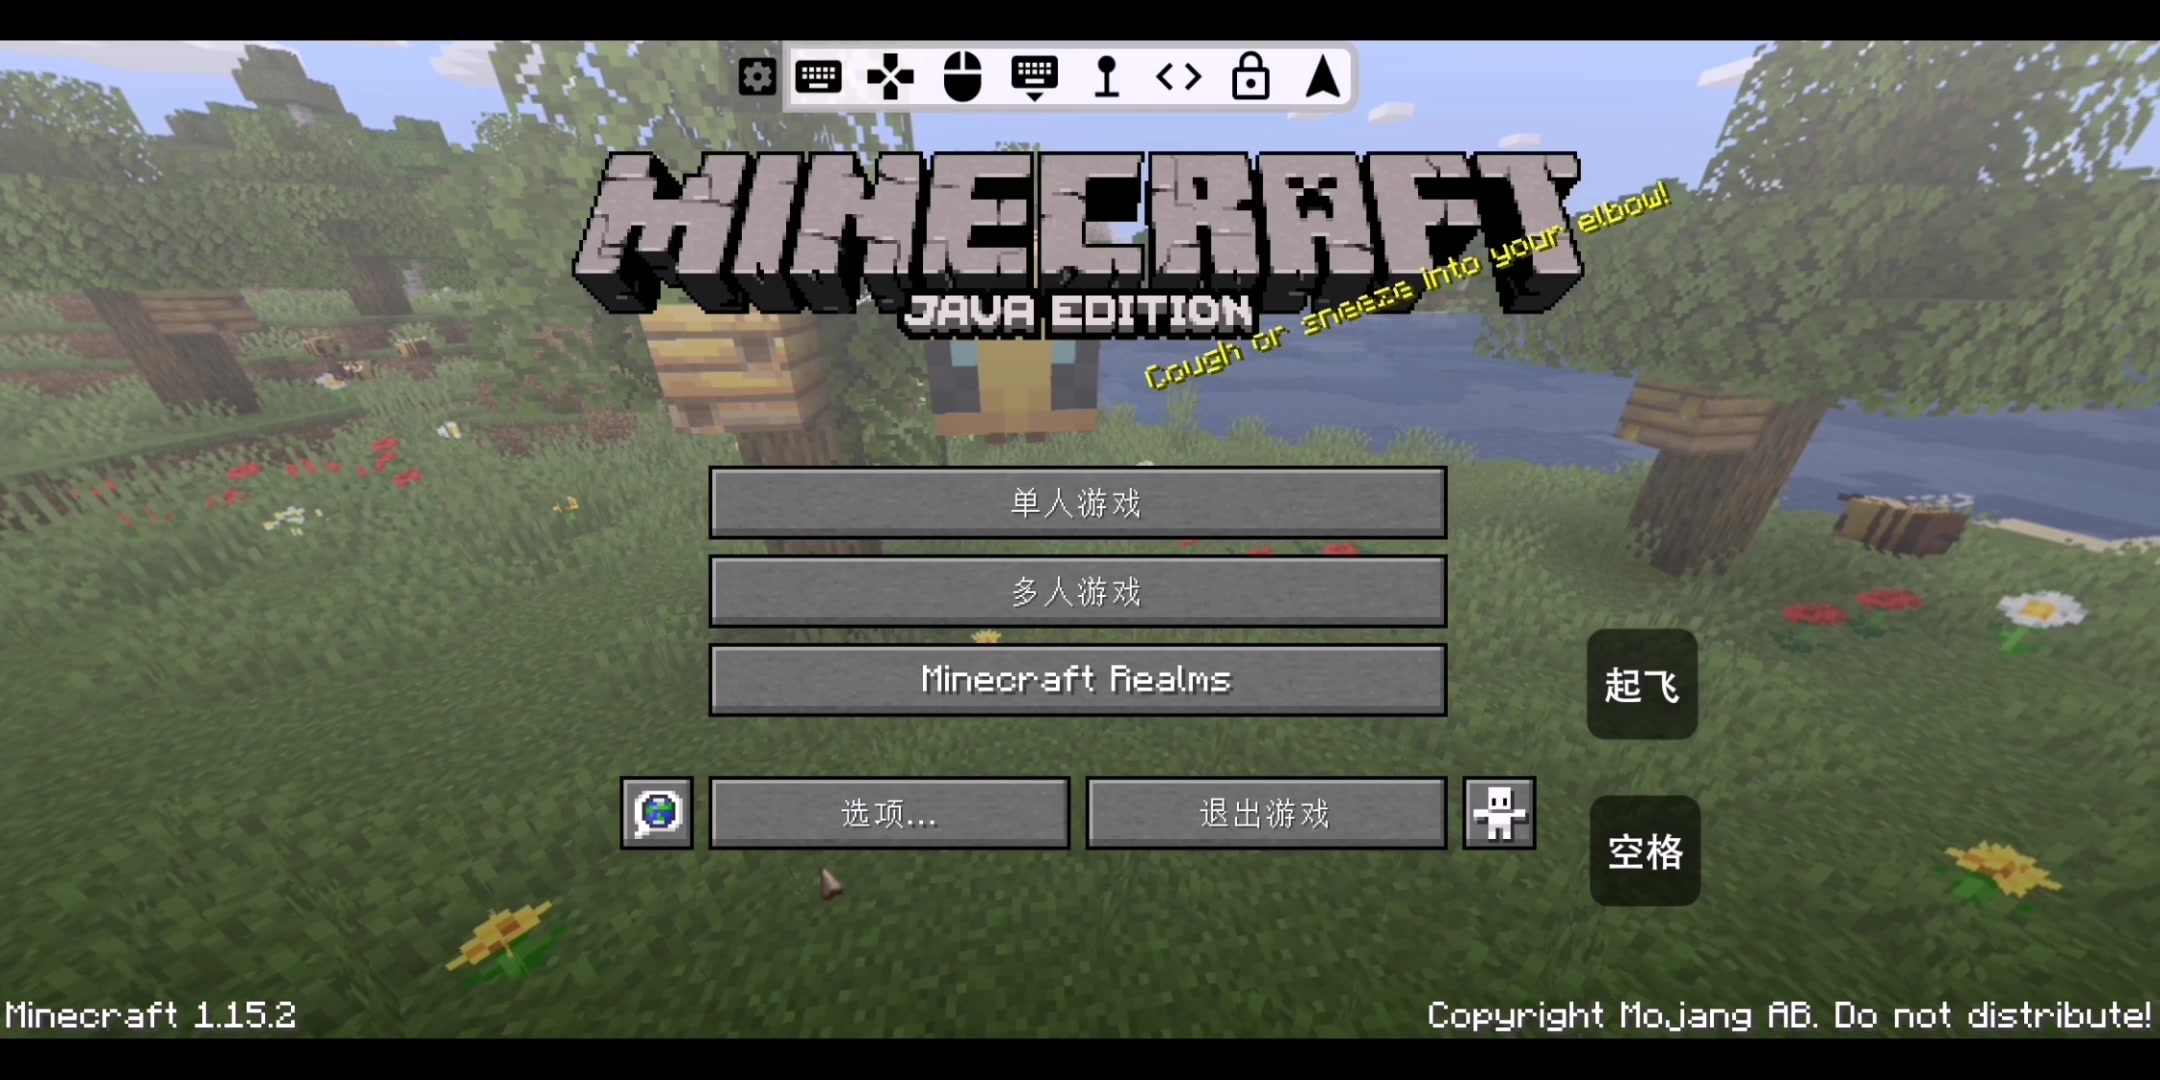 MINECRAFT
JAVA EDITION
Cough or sneeze into your elbow!
单人游戏
多人游戏
Minecraft Realms
起飞
选项...
退出游戏
空格
Minecraft 1.15.2
Copyright Mojang AB. Do not distribute!